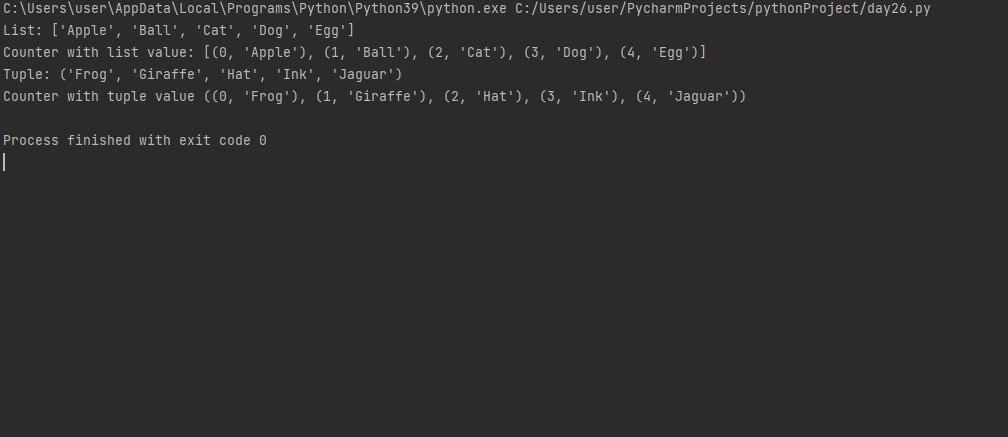 C:\Users\user\AppData\Local\Programs\Python\Python39\python.exe C:/Users/user/PycharmProjects/pythonProject/day26.py
List: ['Apple', 'Ball', 'Cat', 'Dog', 'Egg']
Counter with list value: [(0, 'Apple'), (1, 'Ball'), (2, 'Cat'), (3, 'Dog'), (4, 'Egg')]
Tuple: ('Frog', 'Giraffe', 'Hat', 'Ink', 'Jaguar')
Counter with tuple value ((0, 'Frog'), (1, 'Giraffe'), (2, 'Hat'), (3, 'Ink'), (4, 'Jaguar'))
Process finished with exit code 0